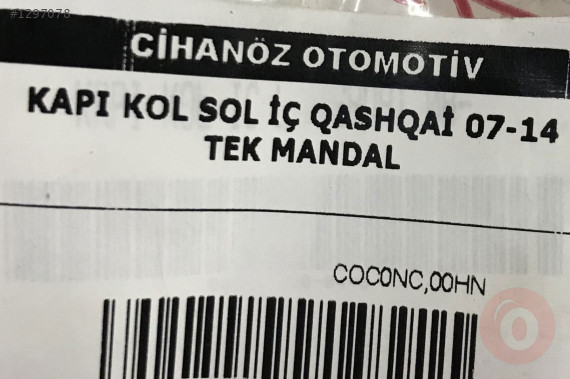 #1297078
CİHANÖZ OTOMOTİV
KAPI KOL SOL İÇ QASHQAİ 07-14
TEK MANDAL
COC0NC,00HN